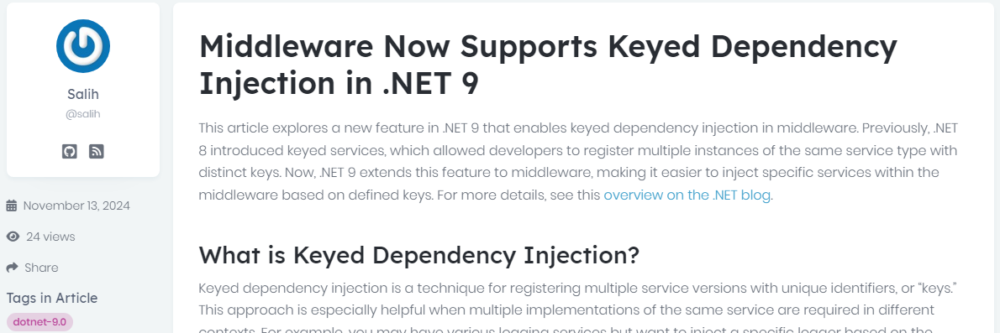 Salih
@salih
November 13, 2024
24 views
Share
Tags in Article
dotnet-9.0
Middleware Now Supports Keyed Dependency
Injection in .NET 9
This article explores a new feature in .NET 9 that enables keyed dependency injection in middleware. Previously, .NET
8 introduced keyed services, which allowed developers to register multiple instances of the same service type with
distinct keys. Now, .NET 9 extends this feature to middleware, making it easier to inject specific services within the
middleware based on defined keys. For more details, see this overview on the .NET blog.
What is Keyed Dependency Injection?
Keyed dependency injection is a technique for registering multiple service versions with unique identifiers, or “keys.”
This approach is especially helpful when multiple implementations of the same service are required in different
contexts. For example, you may have various logging services but want to inject a specific logger based on the